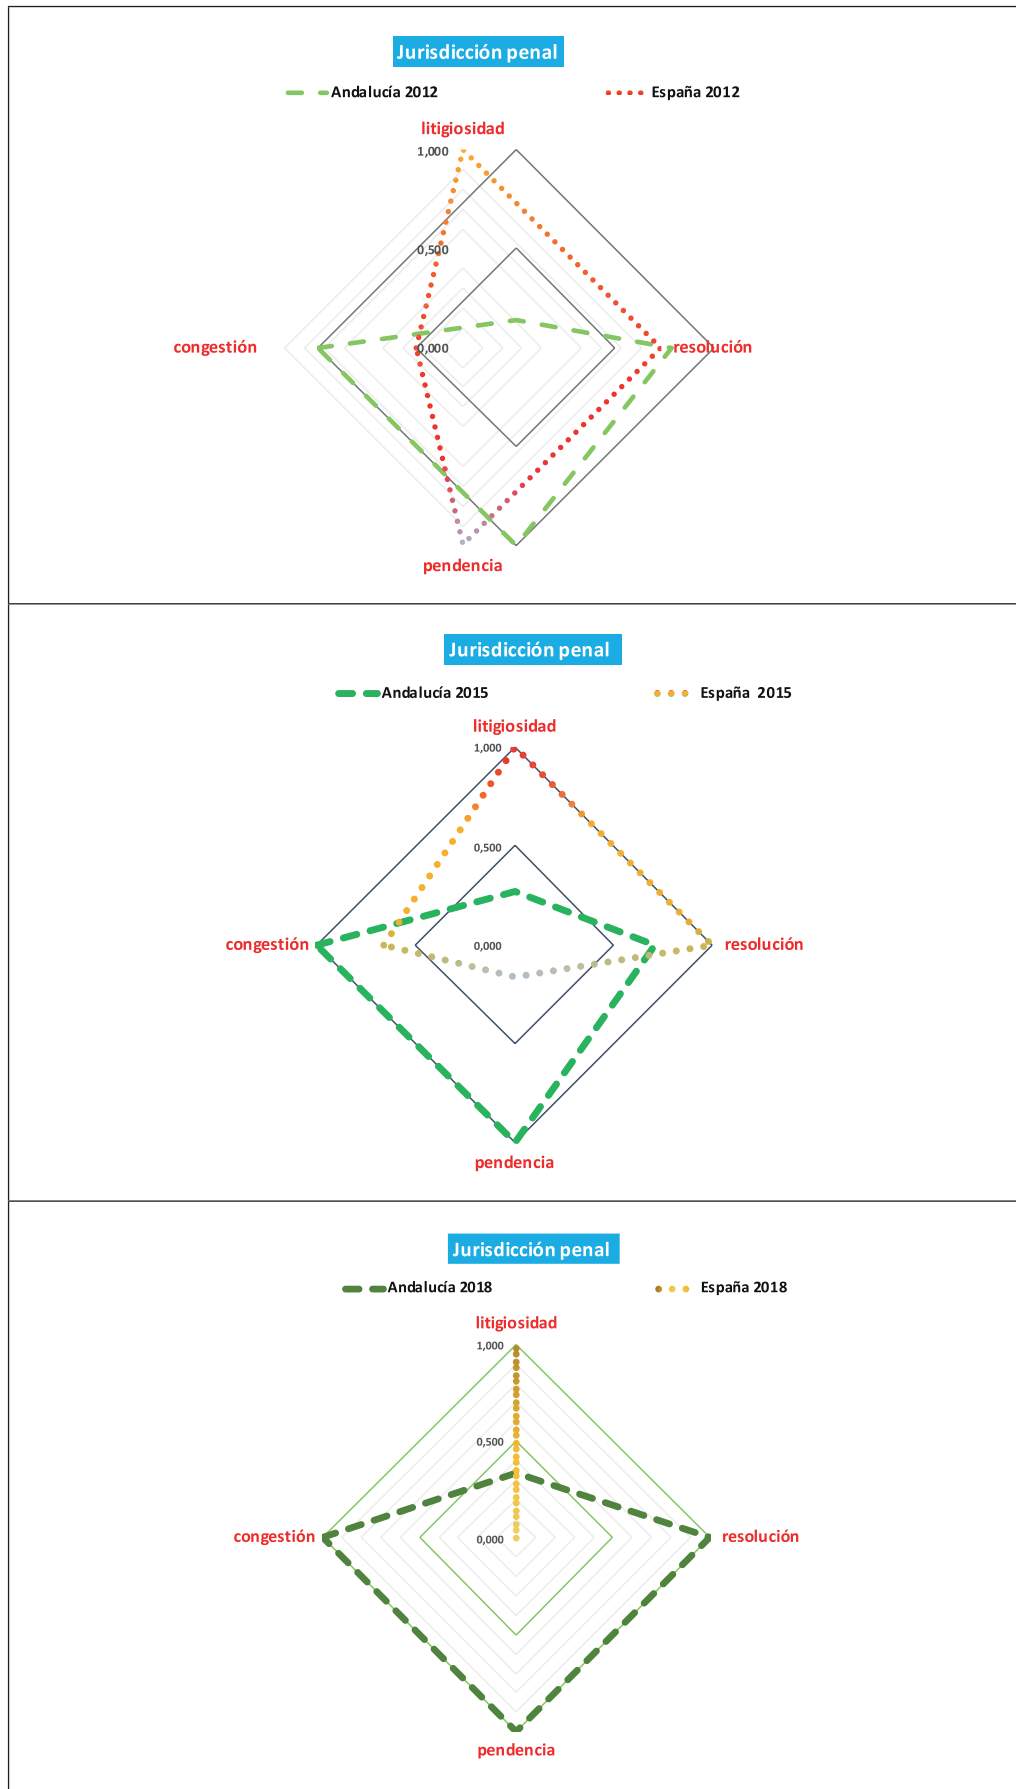 Jurisdicción penal
Andalucía 2012 España 2012
litigiosidad
1,000
0,500
congestión 0,000 resolución
pendencia
Jurisdicción penal
Andalucía 2015 España 2015
litigiosidad
1,000
0,500
congestión 0,000 resolución
pendencia
Jurisdicción penal
Andalucía 2018 España 2018
litigiosidad
1,000
0,500
congestión 0,000 resolución
pendencia